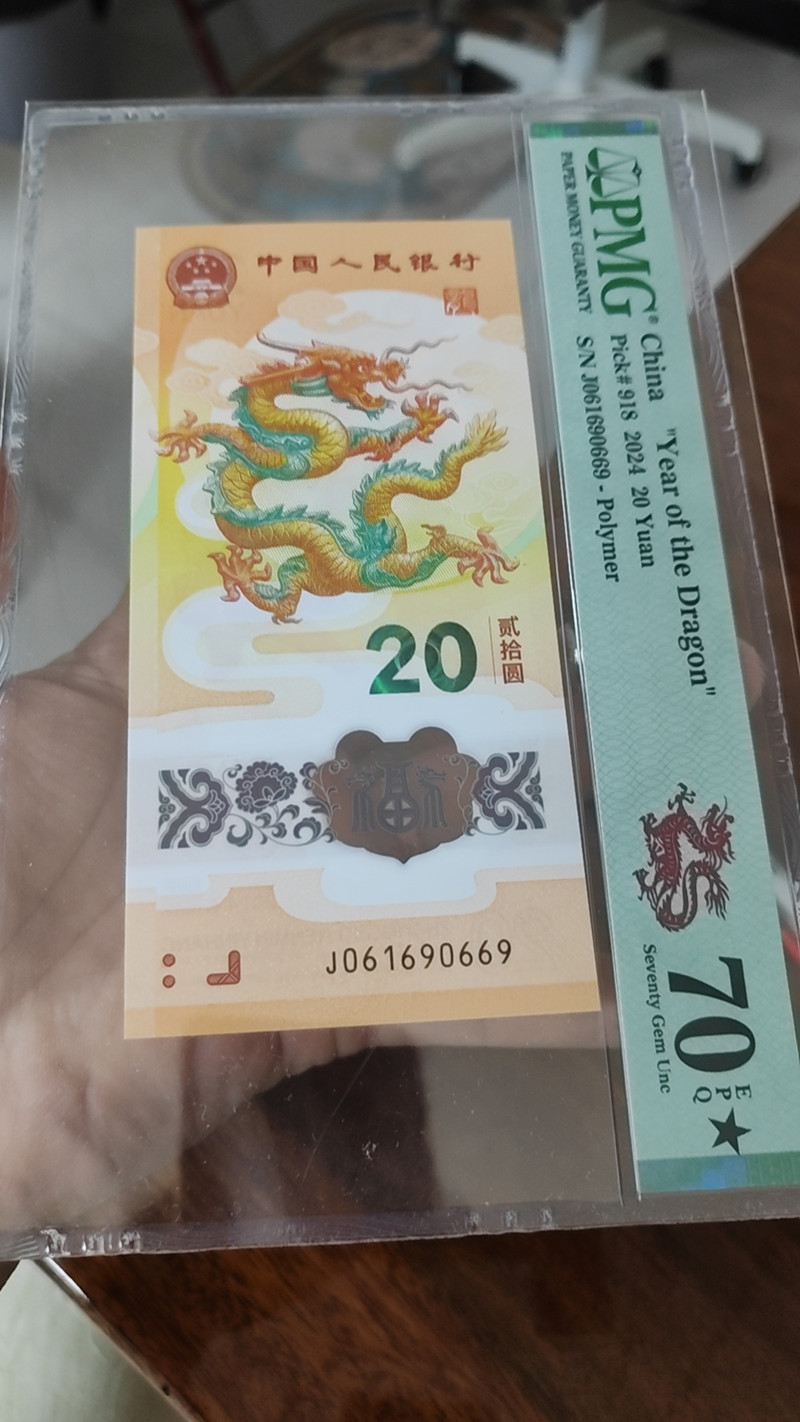 中国人民银行
20
贰拾圆
福
J061690669
PMG®
PAPER MONEY GUARANTY
China "Year of the Dragon"
Pick# 918 2024 20 Yuan
S/N J061690669 - Polymer
70 EPQ★
Seventy Gem Unc